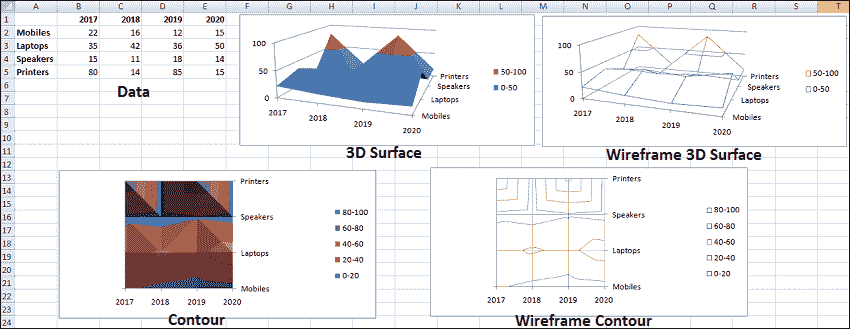 A B C D E F G H I J K L M N O P Q R S T
1 2017 2018 2019 2020
2 Mobiles 22 16 12 15
3 Laptops 35 42 36 50
4 Speakers 15 11 18 14
5 Printers 80 14 85 15
6
7
8
9
10
11
12
13
14
15
16
17
18
19
20
21
22
23
24
Data
100
50
0
2017
2018
2019
2020
Printers
Speakers
Laptops
Mobiles
50-100
0-50
3D Surface
100
50
0
2017
2018
2019
2020
Printers
Speakers
Laptops
Mobiles
50-100
0-50
Wireframe 3D Surface
Printers
Speakers
Laptops
Mobiles
2017 2018 2019 2020
80-100
60-80
40-60
20-40
0-20
Contour
Printers
Speakers
Laptops
Mobiles
2017 2018 2019 2020
80-100
60-80
40-60
20-40
0-20
Wireframe Contour